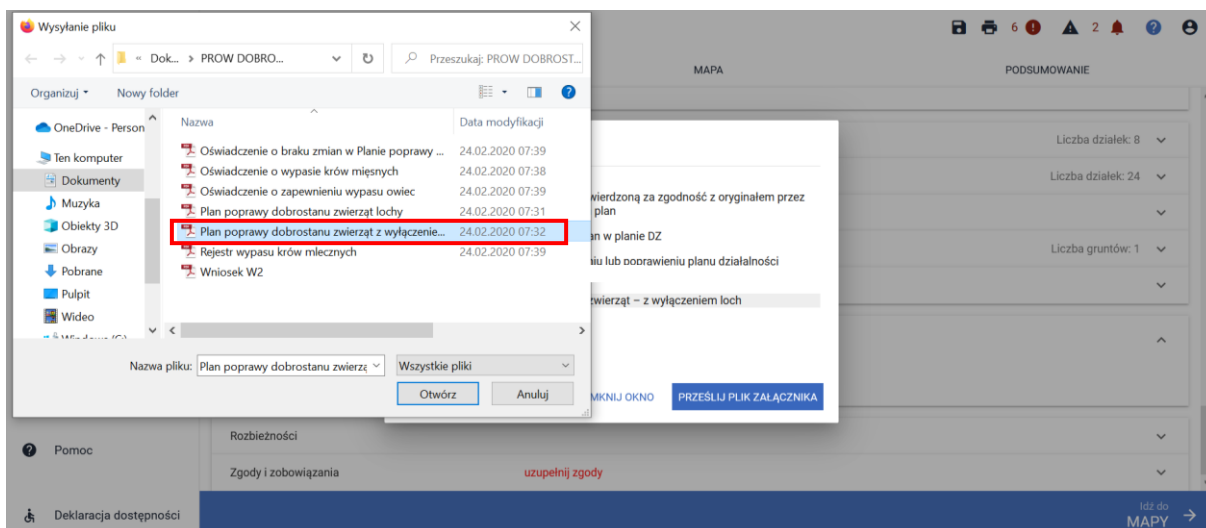 Wysyłanie pliku
« Dok... > PROW DOBRO...
Przeszukaj: PROW DOBROST...
Organizuj
Nowy folder
OneDrive - Person
Ten komputer
Dokumenty
Muzyka
Obiekty 3D
Obrazy
Pobrane
Pulpit
Wideo
Nazwa Data modyfikacji
Oświadczenie o braku zmian w Planie poprawy ... 24.02.2020 07:39
Oświadczenie o wypasie krów mięsnych 24.02.2020 07:38
Oświadczenie o zapewnieniu wypasu owiec 24.02.2020 07:39
Plan poprawy dobrostanu zwierząt lochy 24.02.2020 07:31
Plan poprawy dobrostanu zwierząt z wyłączenie... 24.02.2020 07:32
Rejestr wypasu krów mlecznych 24.02.2020 07:39
Wniosek W2
Nazwa pliku: Plan poprawy dobrostanu zwierzą
Wszystkie pliki
Otwórz Anuluj
6 2
MAPA PODSUMOWANIE
Liczba działek: 8
Liczba działek: 24
Liczba gruntów: 1
wierdzoną za zgodność z oryginałem przez
plan
an w planie DZ
iu lub poprawieniu planu działalności
zwierząt – z wyłączeniem loch
MKNIJ OKNO PRZEŚLIJ PLIK ZAŁĄCZNIKA
Rozbieżności
Zgody i zobowiązania uzupełnij zgody
Pomoc
Deklaracja dostępności
Idź do
MAPY